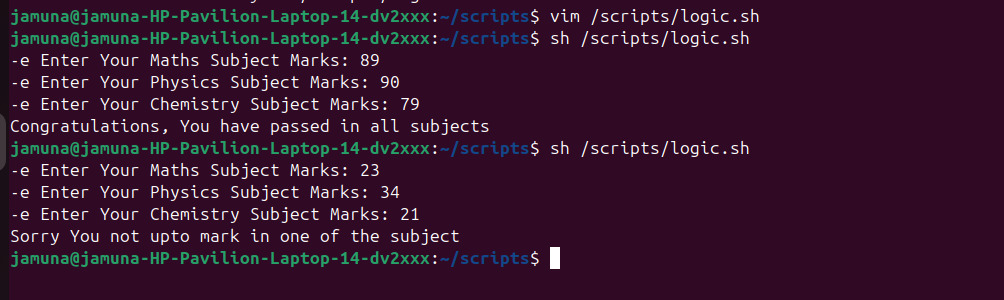 jamuna@jamuna-HP-Pavilion-Laptop-14-dv2xxx:~/scripts$ vim /scripts/logic.sh
jamuna@jamuna-HP-Pavilion-Laptop-14-dv2xxx:~/scripts$ sh /scripts/logic.sh
-e Enter Your Maths Subject Marks: 89
-e Enter Your Physics Subject Marks: 90
-e Enter Your Chemistry Subject Marks: 79
Congratulations, You have passed in all subjects
jamuna@jamuna-HP-Pavilion-Laptop-14-dv2xxx:~/scripts$ sh /scripts/logic.sh
-e Enter Your Maths Subject Marks: 23
-e Enter Your Physics Subject Marks: 34
-e Enter Your Chemistry Subject Marks: 21
Sorry You not upto mark in one of the subject
jamuna@jamuna-HP-Pavilion-Laptop-14-dv2xxx:~/scripts$